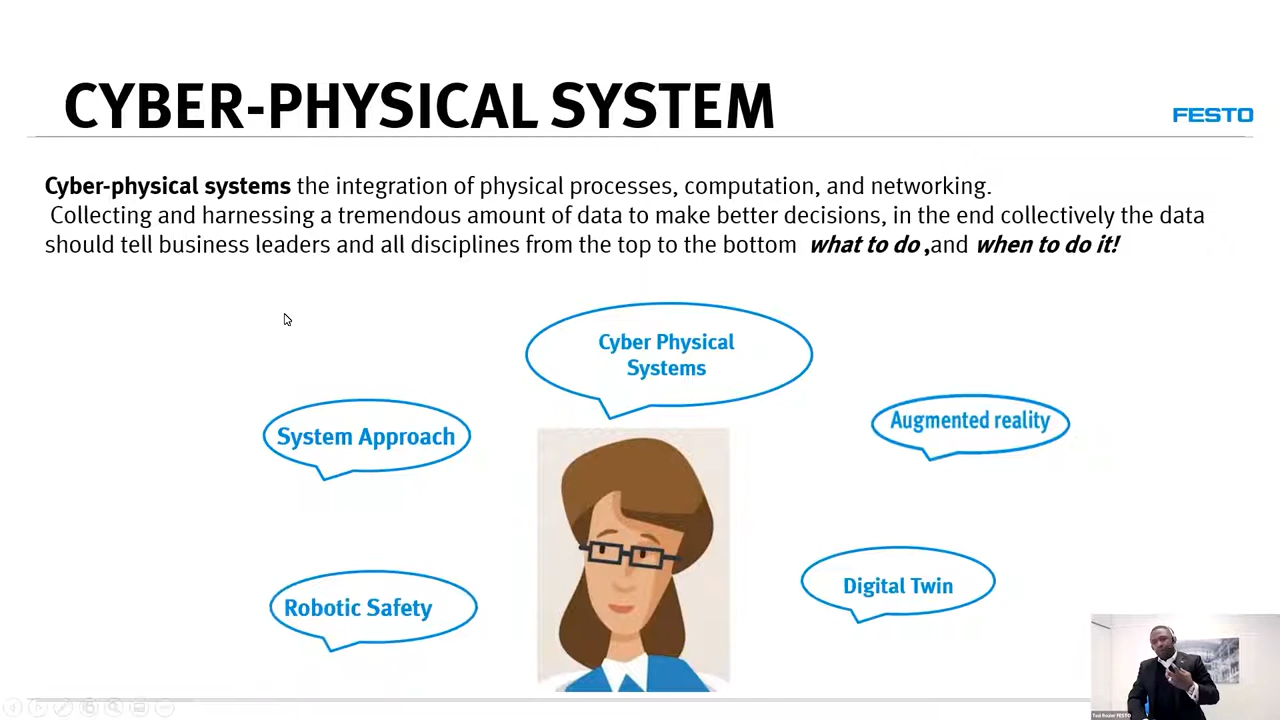 CYBER-PHYSICAL SYSTEM
FESTO
Cyber-physical systems the integration of physical processes, computation, and networking.
Collecting and harnessing a tremendous amount of data to make better decisions, in the end collectively the data
should tell business leaders and all disciplines from the top to the bottom what to do ,and when to do it!
Cyber Physical
Systems
System Approach
Augmented reality
Robotic Safety
Digital Twin
FESTO